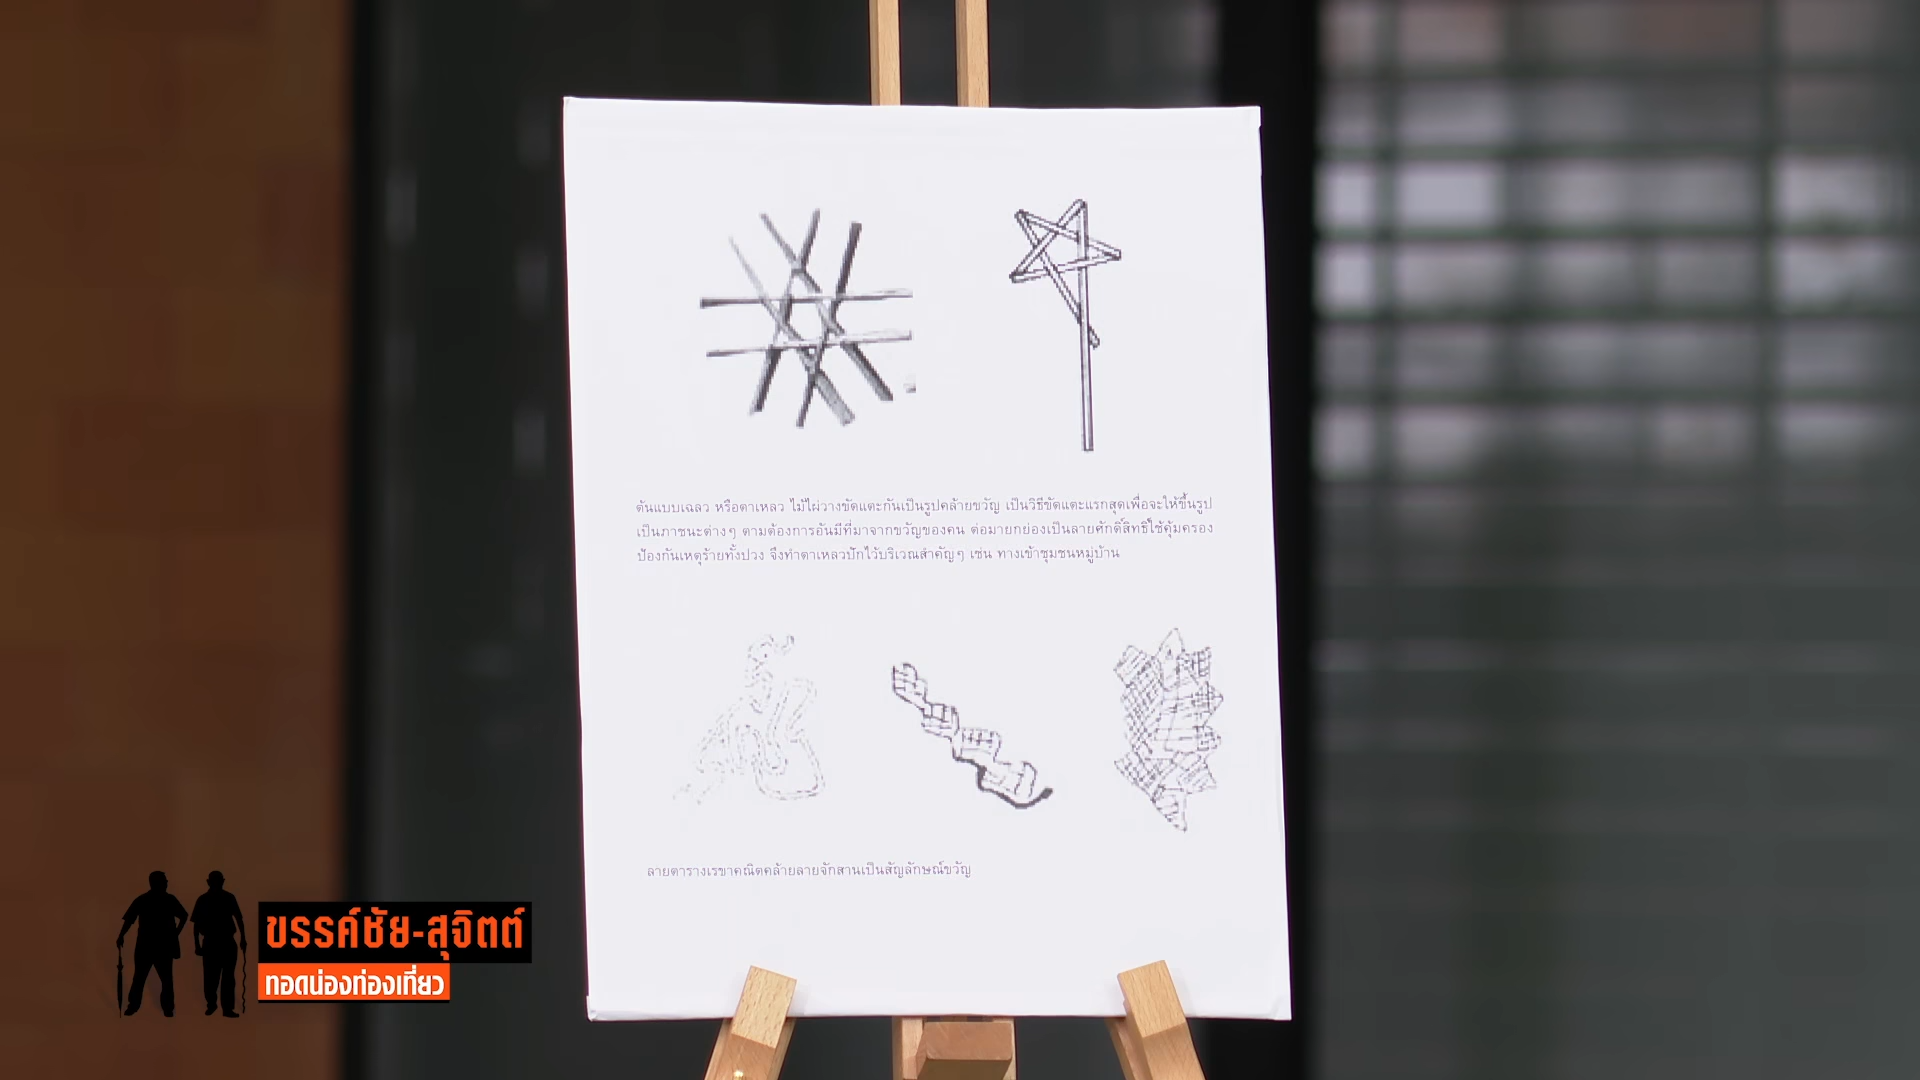 ต้นแบบเฉลว หรือตาเหลว ไม้ไผ่วางขัดแตะกันเป็นรูปคล้ายขวัญ เป็นวิธีขัดแตะแรกสุดเพื่อจะให้ขึ้นรูป
เป็นภาชนะต่างๆ ตามต้องการอันมีที่มาจากขวัญของคน ต่อมายกย่องเป็นลายศักดิ์สิทธิ์ใช้คุ้มครอง
ป้องกันเหตุร้ายทั้งปวง จึงทำตาเหลวปักไว้บริเวณสำคัญๆ เช่น ทางเข้าชุมชนหมู่บ้าน
ลายตารางเรขาคณิตคล้ายลายจักสานเป็นสัญลักษณ์ขวัญ
ขรรค์ชัย-สุจิตต์
ทอดน่องท่องเที่ยว